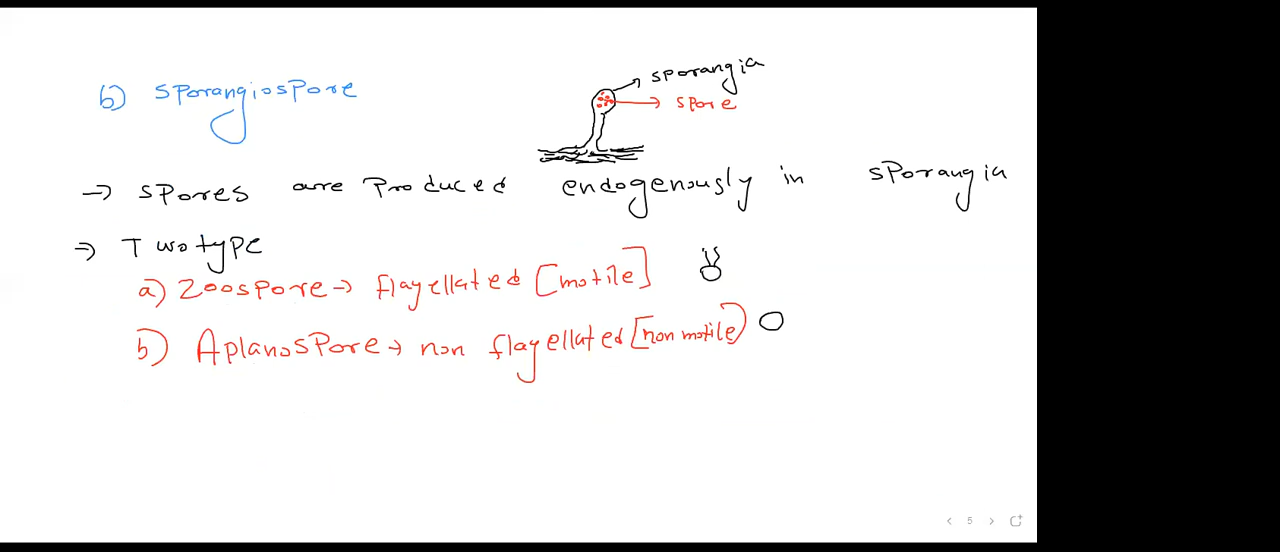 b) Sporangiospore
sporangia
spore
→ Spores are Produced endogenously in sporangia
→ Two type
a) Zoospore → flagellated [motile]
b) Aplanospore → non flagellated [non motile)
< 5 >